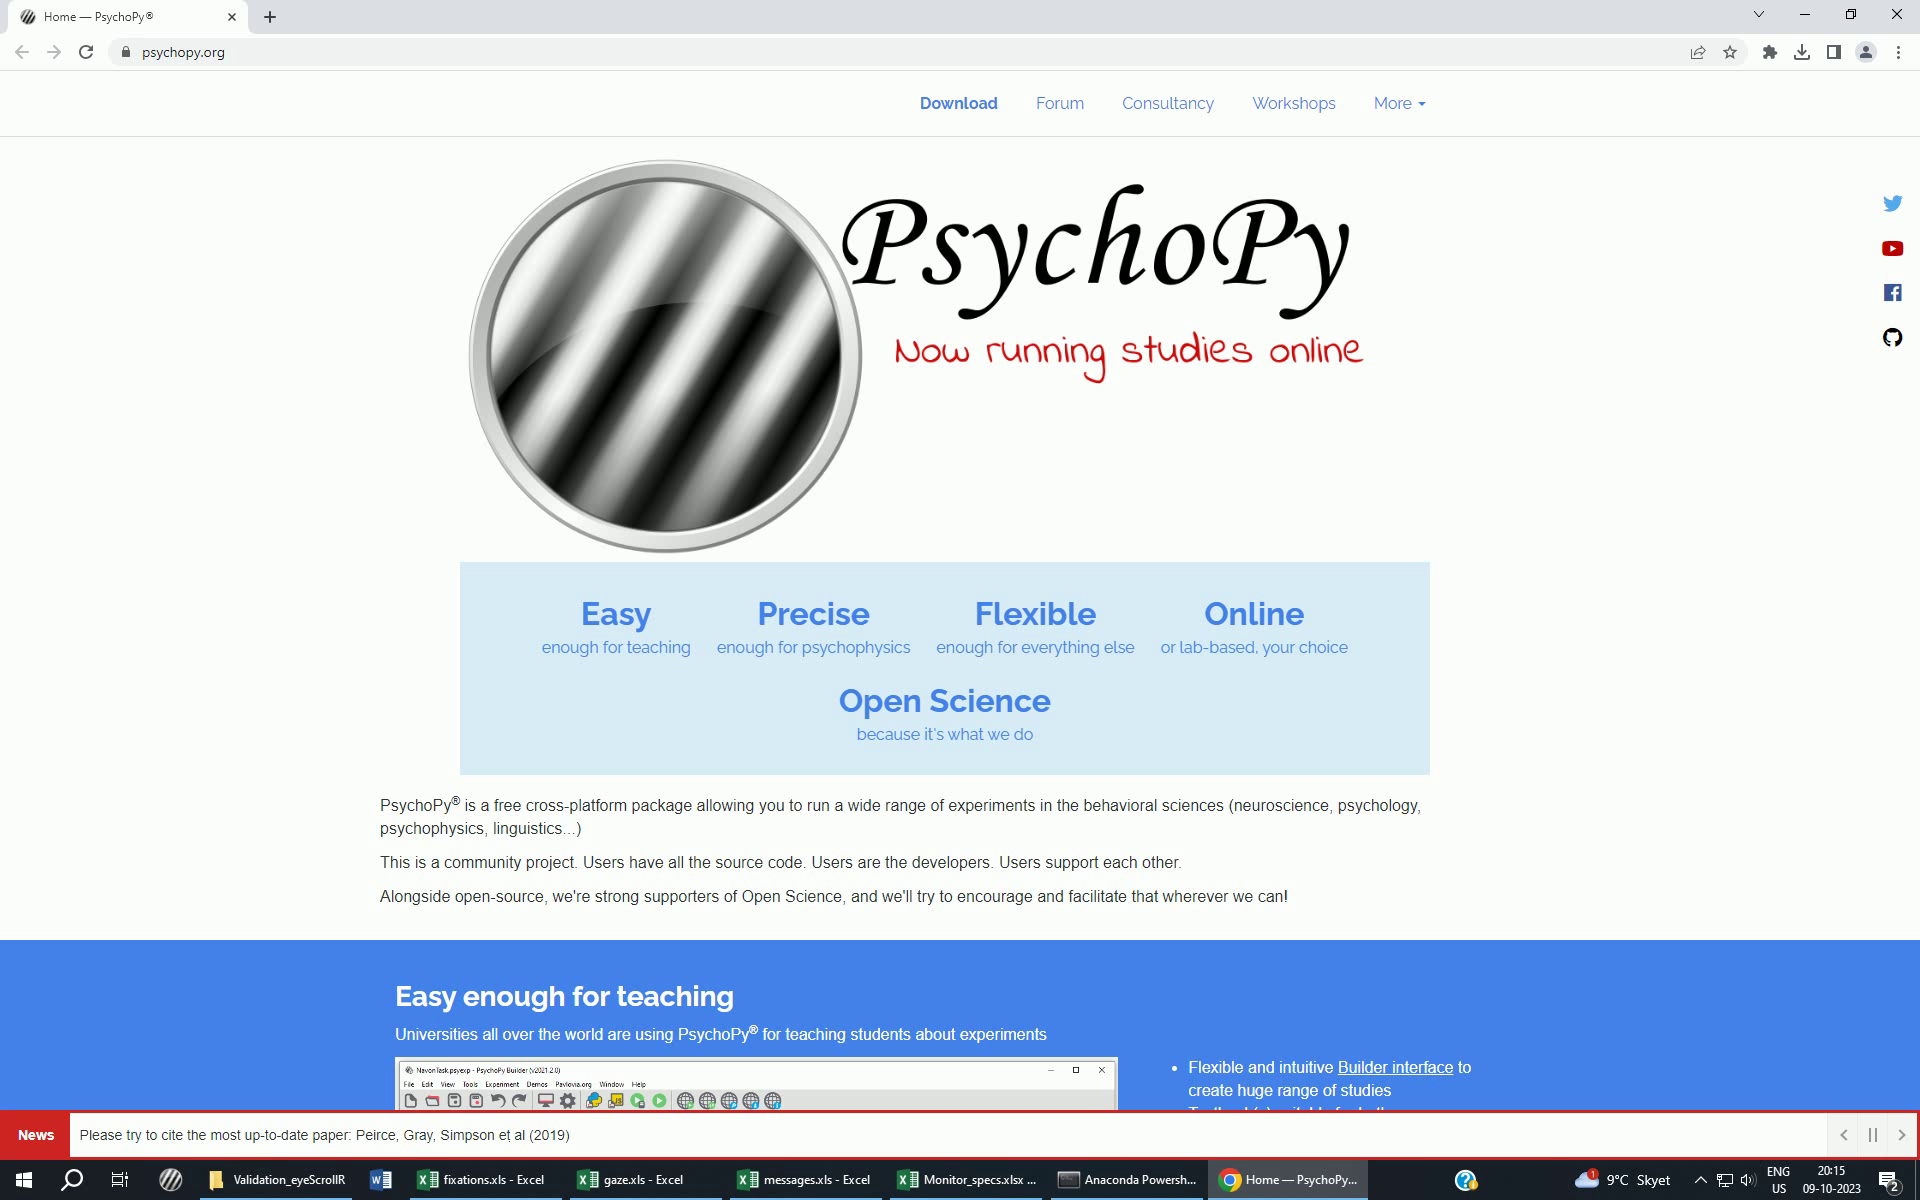 Home — PsychoPy®
psychopy.org
Download Forum Consultancy Workshops More
PsychoPy
Now running studies online
Easy Precise Flexible Online
enough for teaching enough for psychophysics enough for everything else or lab-based, your choice
Open Science
because it's what we do
PsychoPy® is a free cross-platform package allowing you to run a wide range of experiments in the behavioral sciences (neuroscience, psychology,
psychophysics, linguistics...)
This is a community project. Users have all the source code. Users are the developers. Users support each other.
Alongside open-source, we're strong supporters of Open Science, and we'll try to encourage and facilitate that wherever we can!
Easy enough for teaching
Universities all over the world are using PsychoPy® for teaching students about experiments
NavonTask.psyexp - PsychoPy Builder (v2021.2.0)
File Edit View Tools Experiment Demos Pavlovia.org Window Help
• Flexible and intuitive Builder interface to
create huge range of studies
News Please try to cite the most up-to-date paper: Peirce, Gray, Simpson et al (2019)
Validation_eyeScrollR fixations.xls - Excel gaze.xls - Excel messages.xls - Excel Monitor_specs.xlsx ... Anaconda Powersh... Home — PsychoPy... 1 9°C Skyet ENG 20:15
US 09-10-2023 2